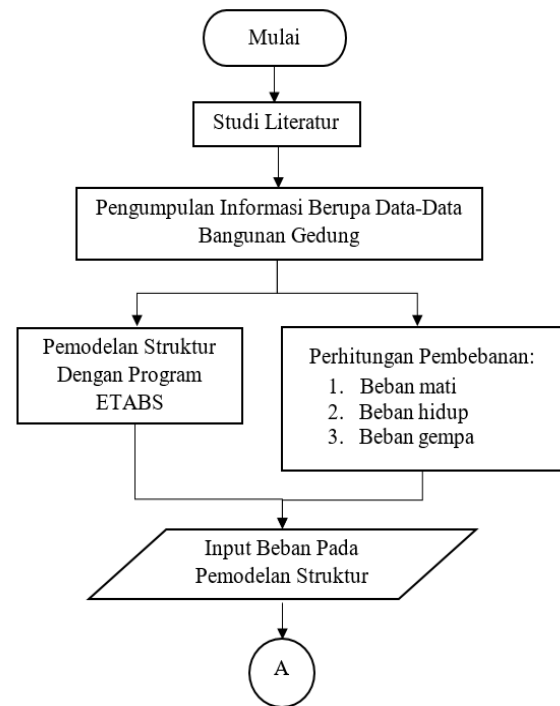 Mulai
Studi Literatur
Pengumpulan Informasi Berupa Data-Data
Bangunan Gedung
Pemodelan Struktur
Dengan Program
ETABS
Perhitungan Pembebanan:
1. Beban mati
2. Beban hidup
3. Beban gempa
Input Beban Pada
Pemodelan Struktur
A